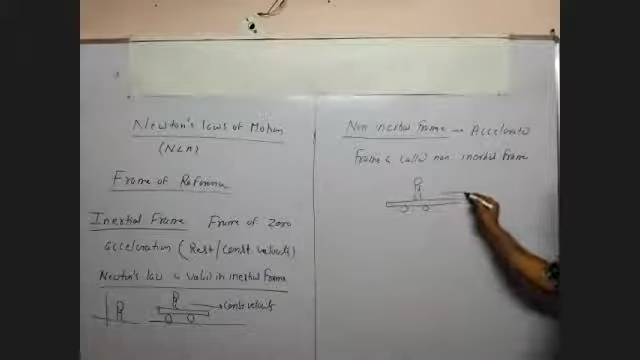 Newton's laws of Motion
(NLM)
Frame of Reference
Inertial Frame Frame of zero
acceleration (Rest/const velocity)
Newton's law is valid in inertial frame
const velocity
Non inertial frame → Accelerated
frame is called non inertial frame